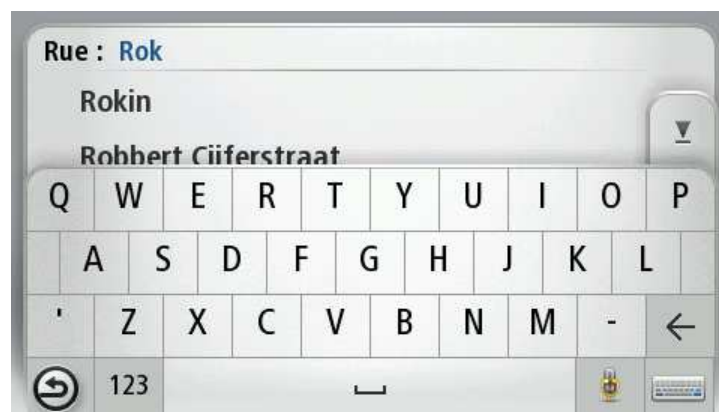 Rue : Rok
Rokin
Robbert Cijferstraat
Q W E R T Y U I O P
A S D F G H J K L
' Z X C V B N M -
123